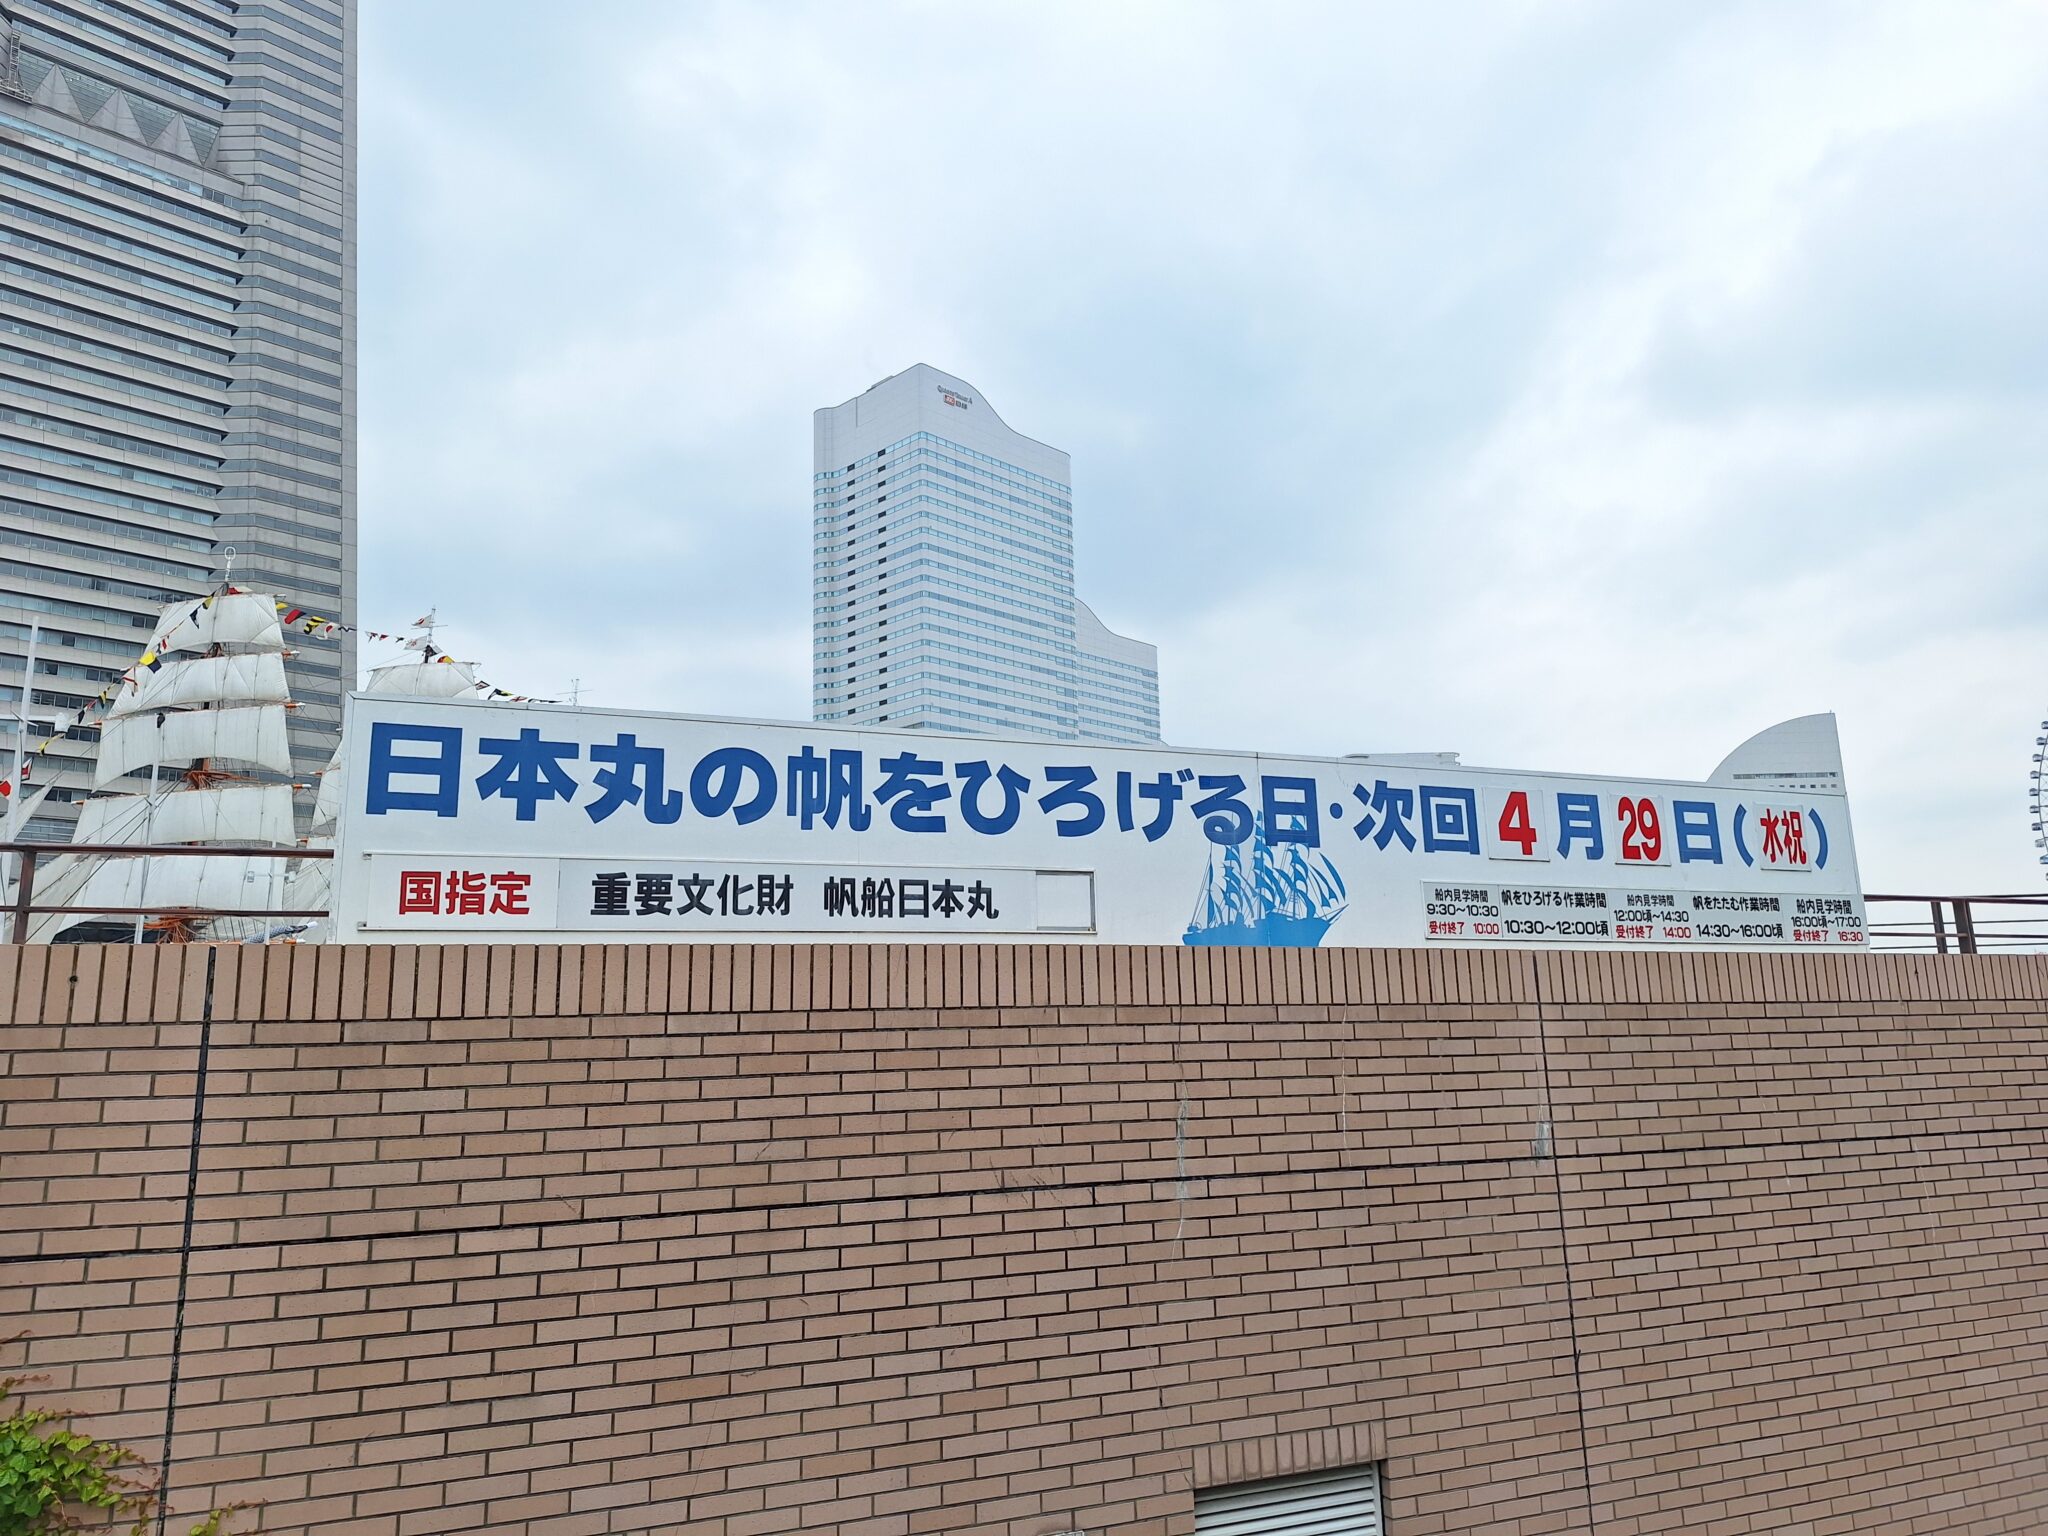 日本丸の帆をひろげる日・次回4月29日(水祝)
国指定 重要文化財 帆船日本丸
船内見学時間
9:30〜10:30
受付終了 10:00
帆をひろげる作業時間
10:30〜12:00頃
船内見学時間
12:00頃〜14:30
受付終了 14:00
帆をたたむ作業時間
14:30〜16:00頃
船内見学時間
16:00頃〜17:00
受付終了 16:30